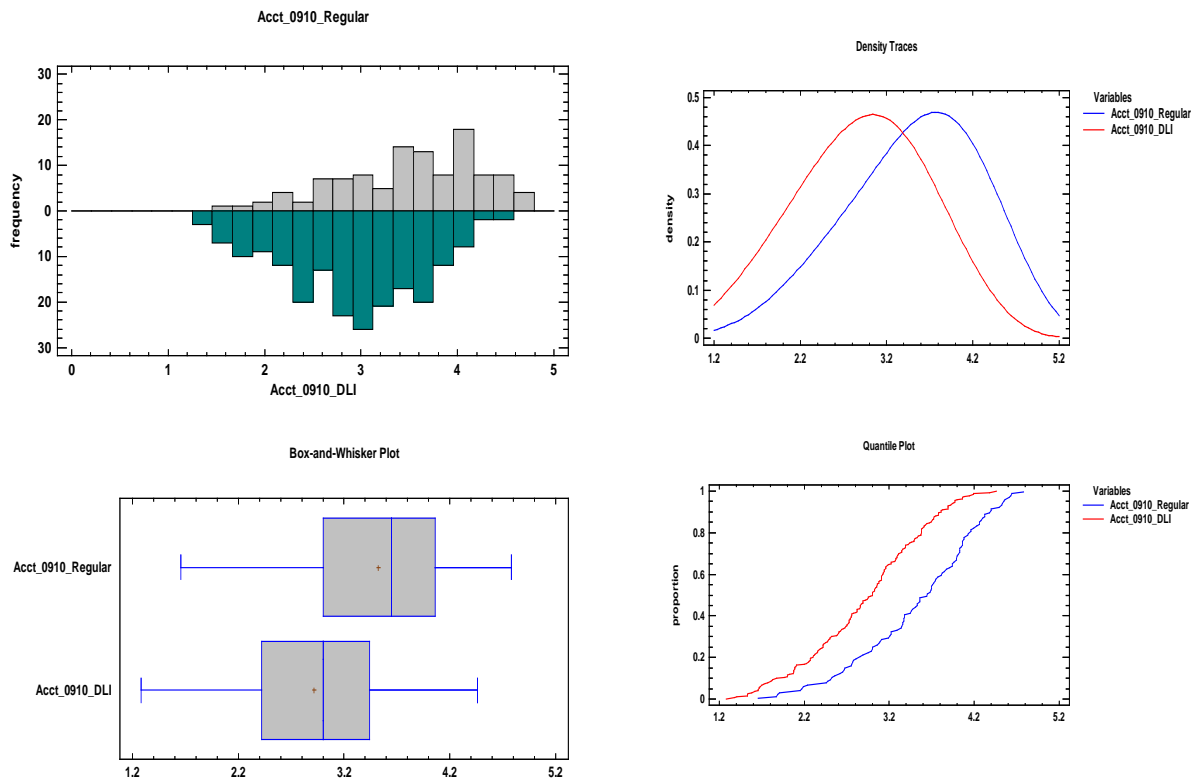 Acct_0910_Regular
30
20
10
0
10
20
30
frequency
0 1 2 3 4 5
Acct_0910_DLI
Density Traces
0.5
0.4
0.3
0.2
0.1
0
density
1.2 2.2 3.2 4.2 5.2
Variables
Acct_0910_Regular
Acct_0910_DLI
Box-and-Whisker Plot
Acct_0910_Regular
Acct_0910_DLI
1.2 2.2 3.2 4.2 5.2
Quantile Plot
1
0.8
0.6
0.4
0.2
0
proportion
1.2 2.2 3.2 4.2 5.2
Variables
Acct_0910_Regular
Acct_0910_DLI